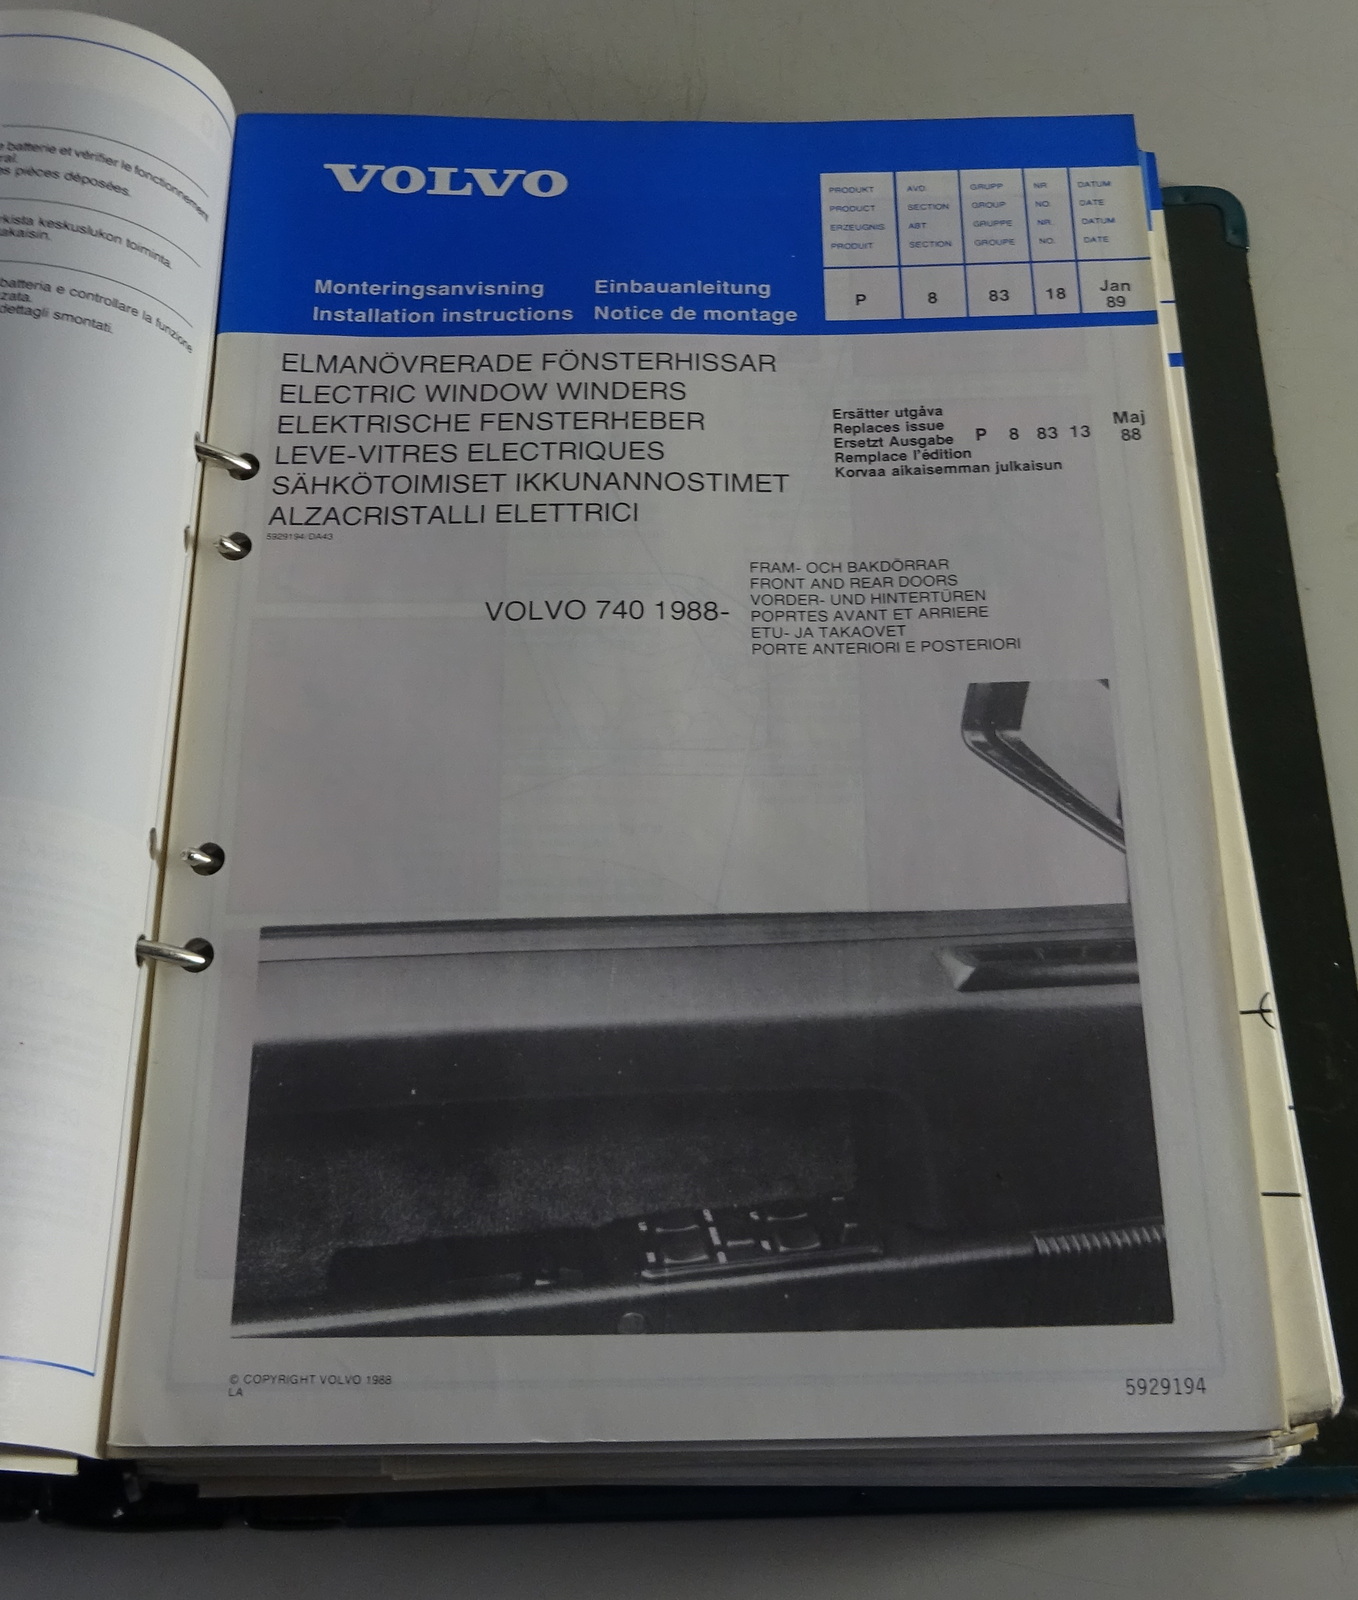 batterie et vérifier le fonctionnement
ral.
es pièces déposées.
rkista keskuslukon toiminta.
akaisin.
batteria e controllare la funzione
zata.
dettagli smontati.
VOLVO
Monteringsanvisning Einbauanleitung
Installation instructions Notice de montage
PRODUKT AVD. GRUPP NR DATUM
PRODUCT SECTION GROUP NO. DATE
ERZEUGNIS ABT GRUPPE NR. DATUM
PRODUIT SECTION GROUPE NO. DATE
P 8 83 18 Jan
89
ELMANÖVRERADE FÖNSTERHISSAR
ELECTRIC WINDOW WINDERS
ELEKTRISCHE FENSTERHEBER
LEVE-VITRES ELECTRIQUES
SÄHKÖTOIMISET IKKUNANNOSTIMET
ALZACRISTALLI ELETTRICI
5929194/DA43
Ersätter utgåva
Replaces issue
Ersetzt Ausgabe P 8 83 13 Maj
88
Remplace l'édition
Korvaa aikaisemman julkaisun
VOLVO 740 1988-
FRAM- OCH BAKDÖRRAR
FRONT AND REAR DOORS
VORDER- UND HINTERTÜREN
POPRTES AVANT ET ARRIERE
ETU- JA TAKAOVET
PORTE ANTERIORI E POSTERIORI
© COPYRIGHT VOLVO 1988
LA
5929194